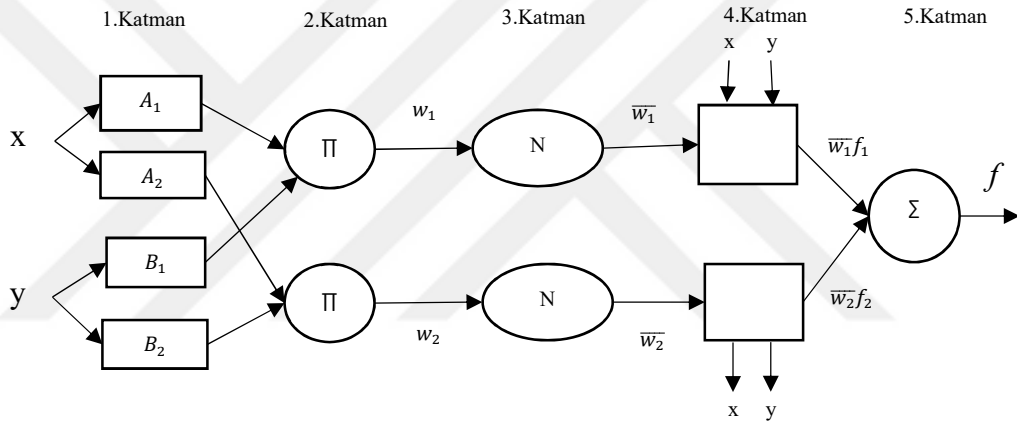 1.Katman 2.Katman 3.Katman 4.Katman 5.Katman
x y
A₁
w₁ w̅₁
x Π N w̅₁f₁
A₂
Σ f
B₁
y Π N w̅₂f₂
B₂ w₂ w̅₂
x y